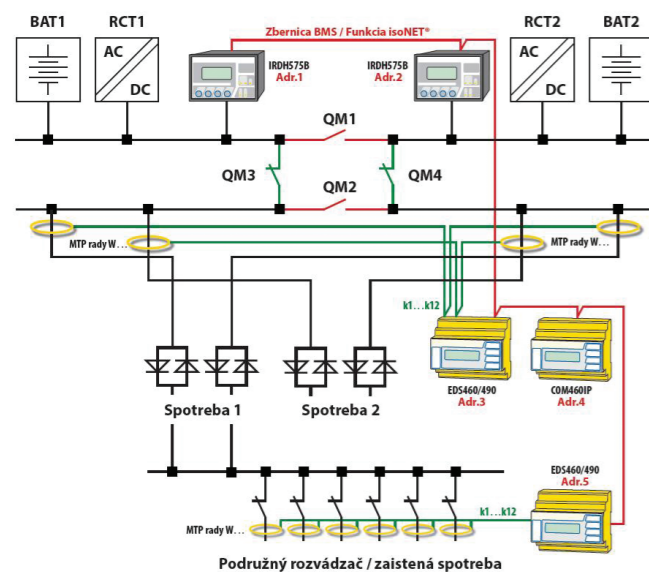 BAT1
RCT1
Zbernica BMS / Funkcia isoNET®
RCT2
BAT2
AC
DC
IRDH575B
Adr.1
IRDH575B
Adr.2
AC
DC
QM1
QM3
QM4
QM2
MTP rady W...
MTP rady W...
k1...k12
EDS460/490
Adr.3
COM460IP
Adr.4
Spotreba 1
Spotreba 2
EDS460/490
Adr.5
k1...k12
MTP rady W...
Podružný rozvádzač / zaistená spotreba